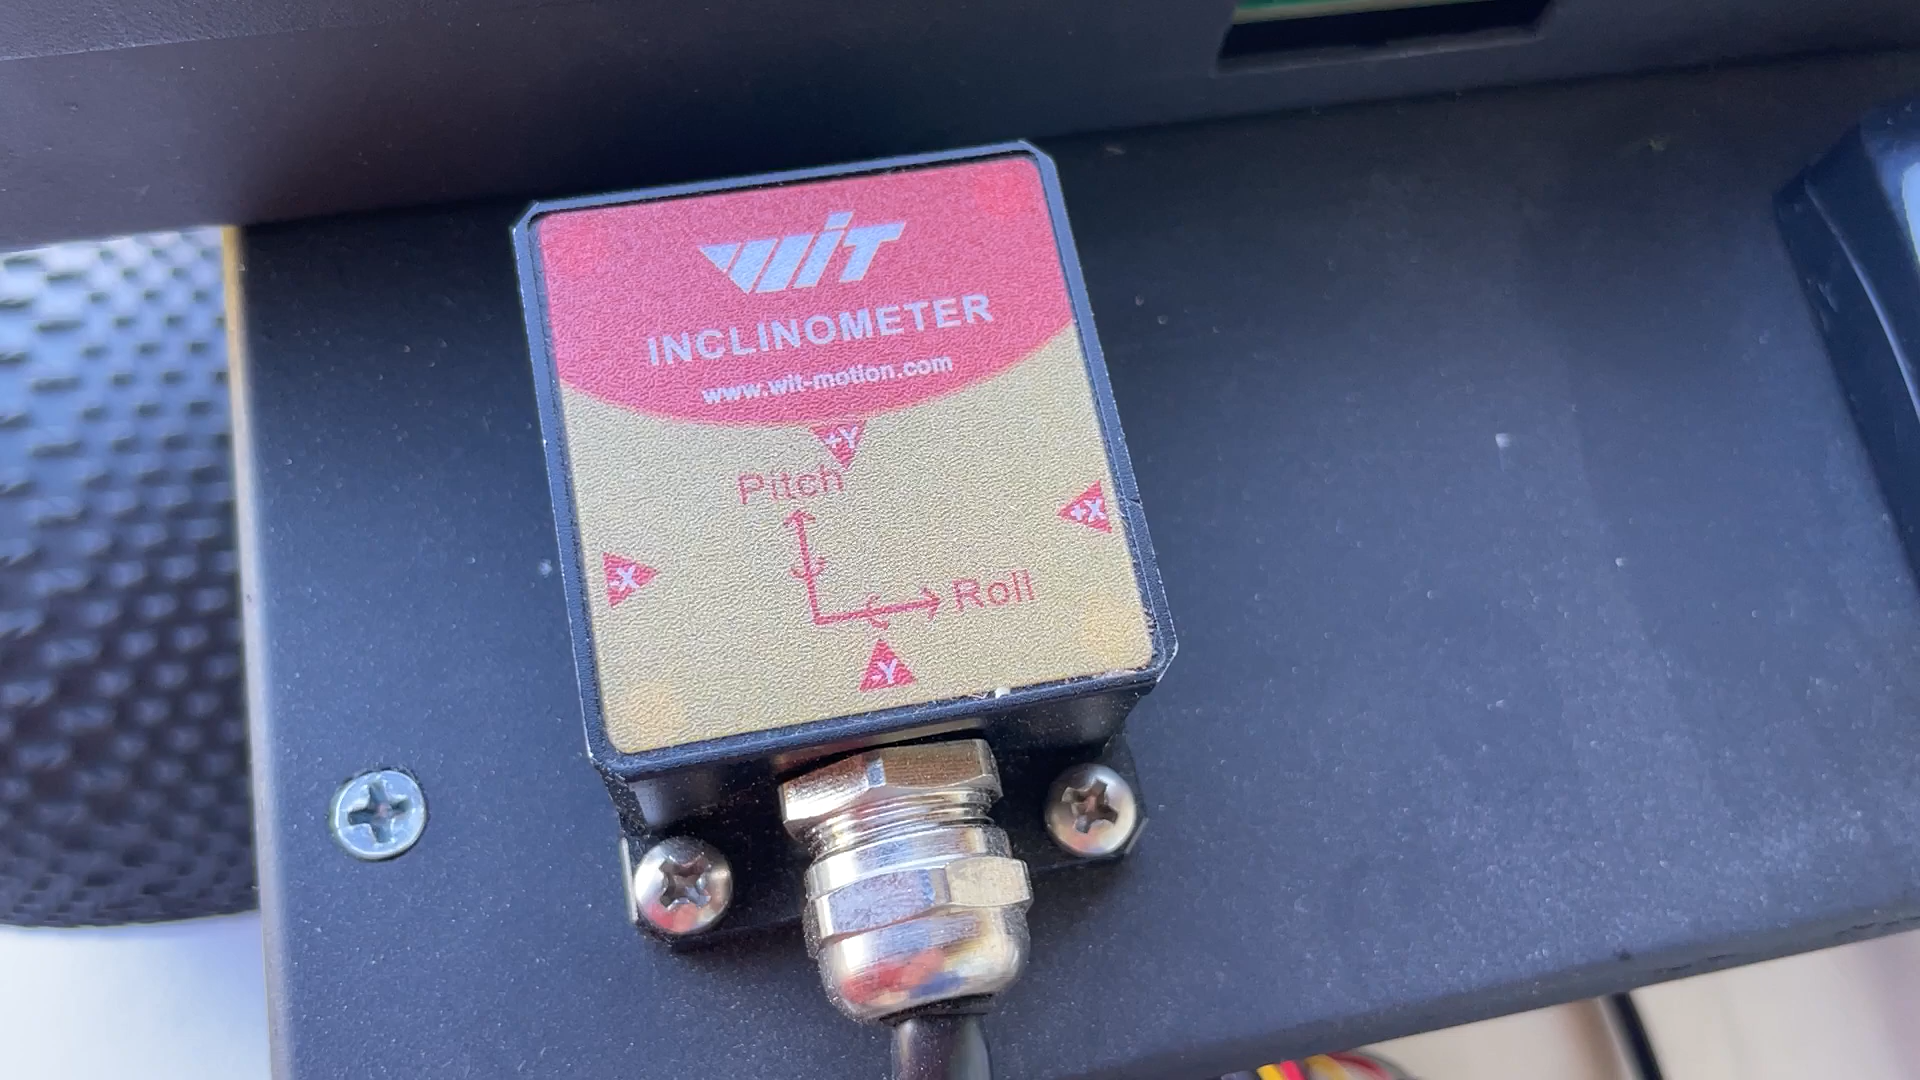 WiT
INCLINOMETER
www.wit-motion.com
+Y
Pitch
+X
-X
Roll
-Y